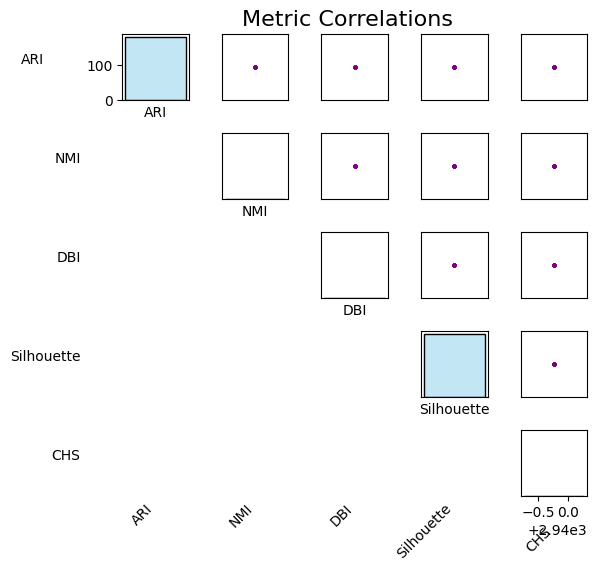 Metric Correlations
ARI
100
0
ARI
NMI
NMI
DBI
DBI
Silhouette
Silhouette
CHS
−0.5 0.0
+2.94e3
ARI
NMI
DBI
Silhouette
CHS